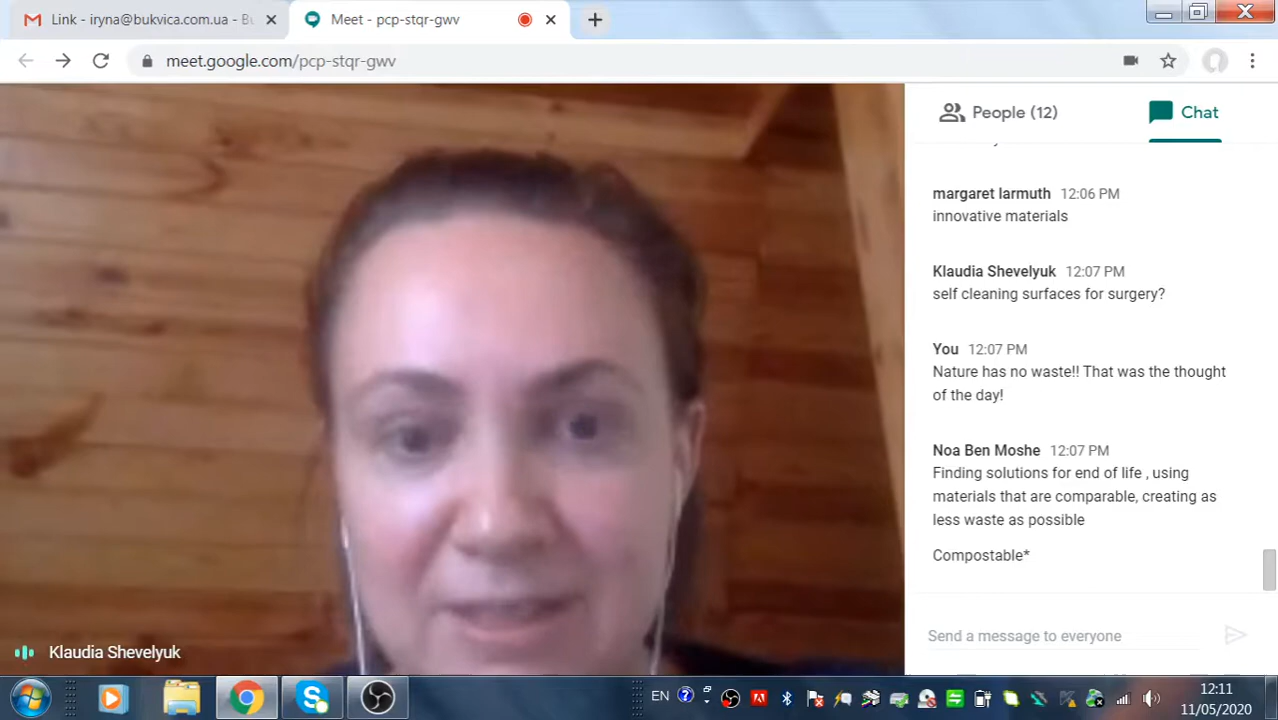 Link - iryna@bukvica.com.ua - Bu
Meet - pcp-stqr-gwv
meet.google.com/pcp-stqr-gwv
People (12)
Chat
margaret larmuth 12:06 PM
innovative materials
Klaudia Shevelyuk 12:07 PM
self cleaning surfaces for surgery?
You 12:07 PM
Nature has no waste!! That was the thought
of the day!
Noa Ben Moshe 12:07 PM
Finding solutions for end of life , using
materials that are comparable, creating as
less waste as possible
Compostable*
Send a message to everyone
Klaudia Shevelyuk
EN
12:11
11/05/2020